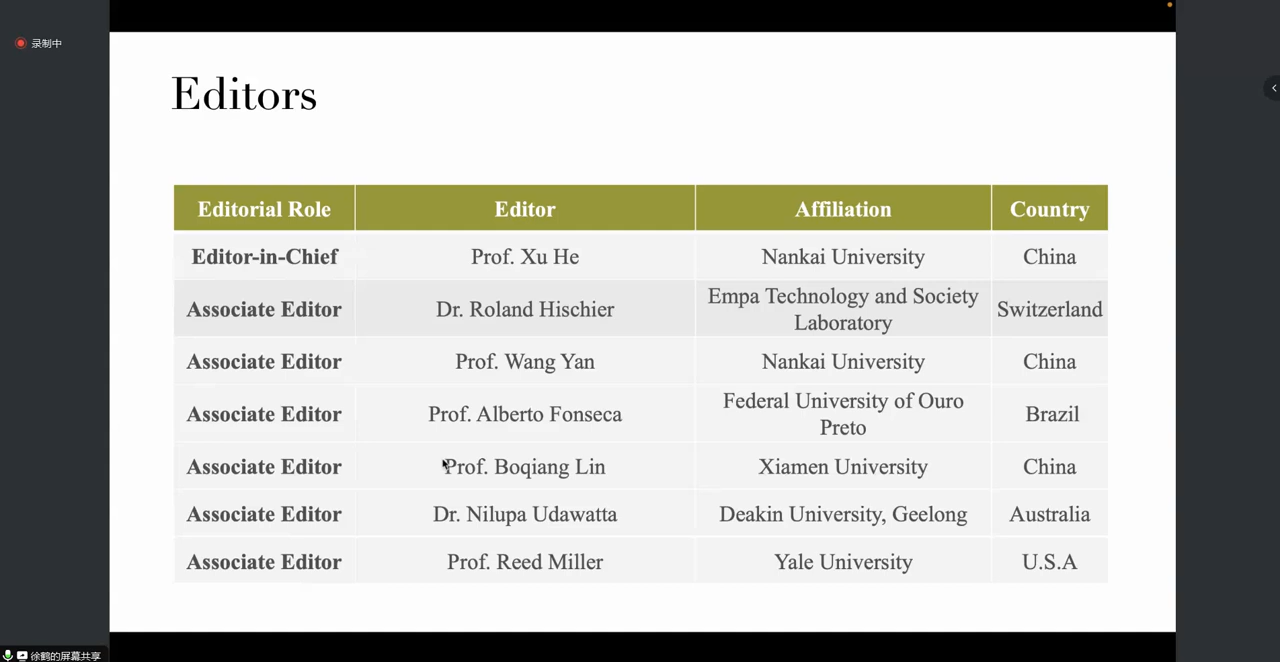 录制中
Editors
Editorial Role Editor Affiliation Country
Editor-in-Chief Prof. Xu He Nankai University China
Associate Editor Dr. Roland Hischier Empa Technology and Society
Laboratory Switzerland
Associate Editor Prof. Wang Yan Nankai University China
Associate Editor Prof. Alberto Fonseca Federal University of Ouro
Preto Brazil
Associate Editor Prof. Boqiang Lin Xiamen University China
Associate Editor Dr. Nilupa Udawatta Deakin University, Geelong Australia
Associate Editor Prof. Reed Miller Yale University U.S.A
徐鹤的屏幕共享